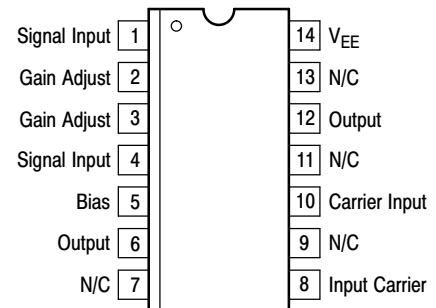 Signal Input 1
Gain Adjust 2
Gain Adjust 3
Signal Input 4
Bias 5
Output 6
N/C 7
14 VEE
13 N/C
12 Output
11 N/C
10 Carrier Input
9 N/C
8 Input Carrier